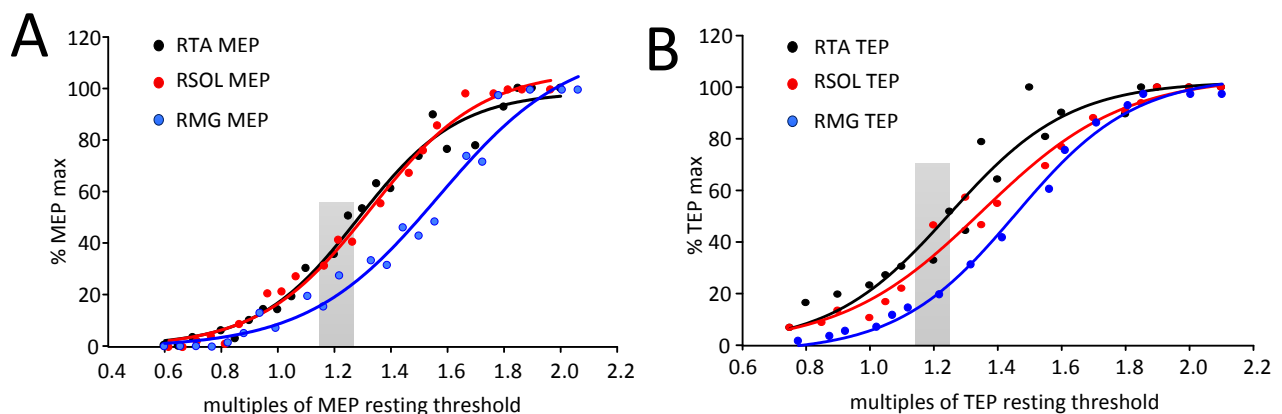 A
% MEP max
120
100
80
60
40
20
0
RTA MEP
RSOL MEP
RMG MEP
0.4 0.6 0.8 1.0 1.2 1.4 1.6 1.8 2.0 2.2
multiples of MEP resting threshold
B
% TEP max
120
100
80
60
40
20
0
RTA TEP
RSOL TEP
RMG TEP
0.6 0.8 1.0 1.2 1.4 1.6 1.8 2.0 2.2
multiples of TEP resting threshold